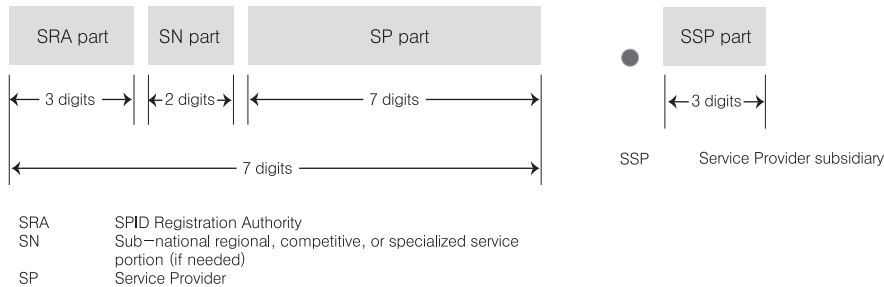 SRA part SN part SP part SSP part
3 digits 2 digits 7 digits 3 digits
7 digits
SSP Service Provider subsidiary
SRA SPID Registration Authority
SN Sub-national regional, competitive, or specialized service
portion (if needed)
SP Service Provider